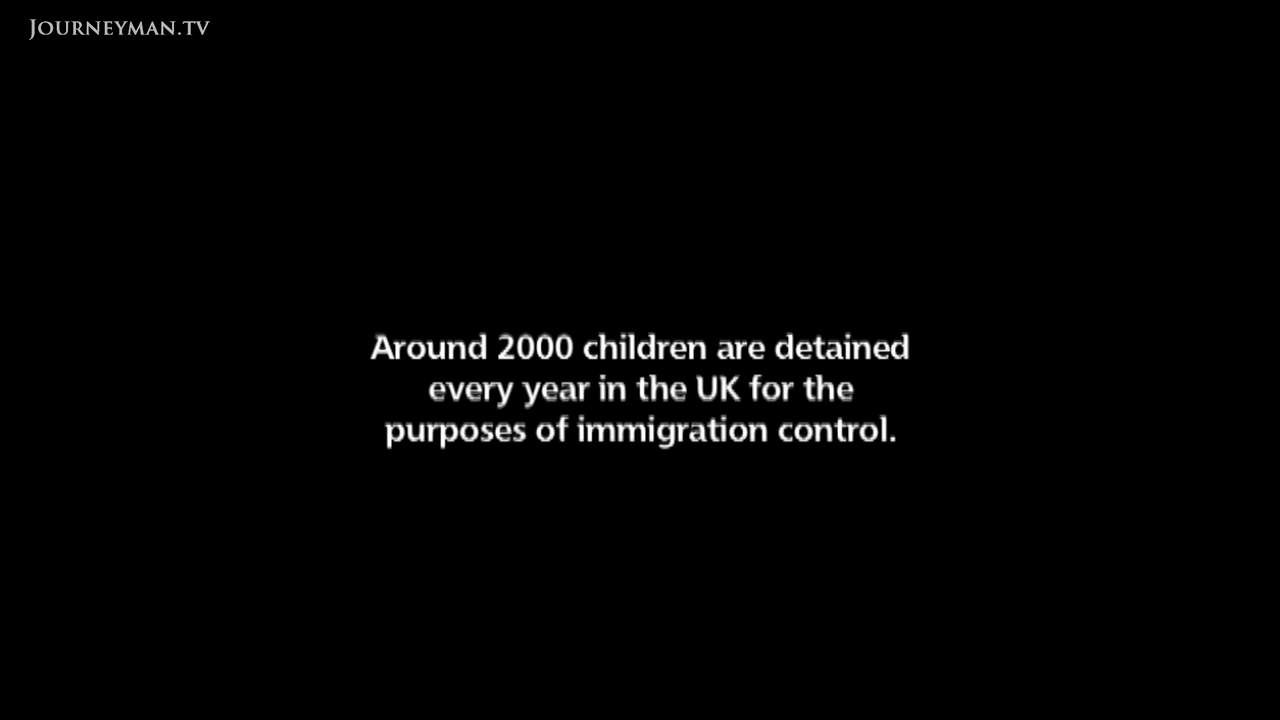 JOURNEYMAN.TV
Around 2000 children are detained
every year in the UK for the
purposes of immigration control.